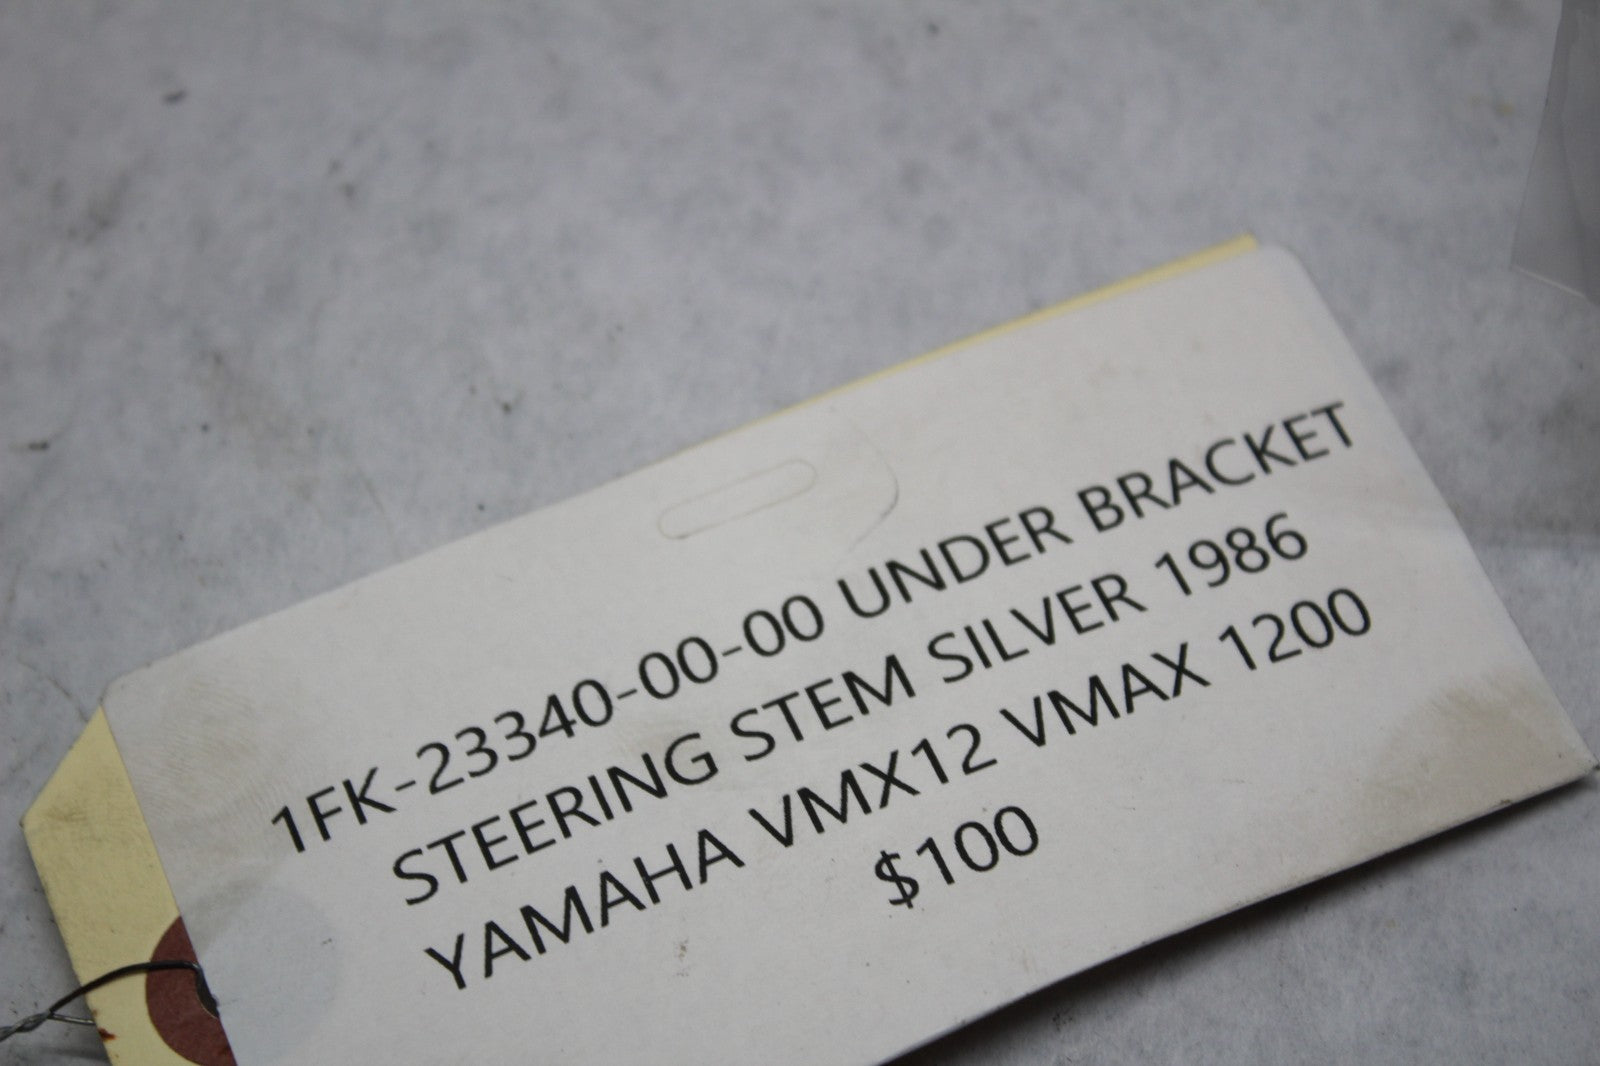 1FK-23340-00-00 UNDER BRACKET
STEERING STEM SILVER 1986
YAMAHA VMX12 VMAX 1200
$100